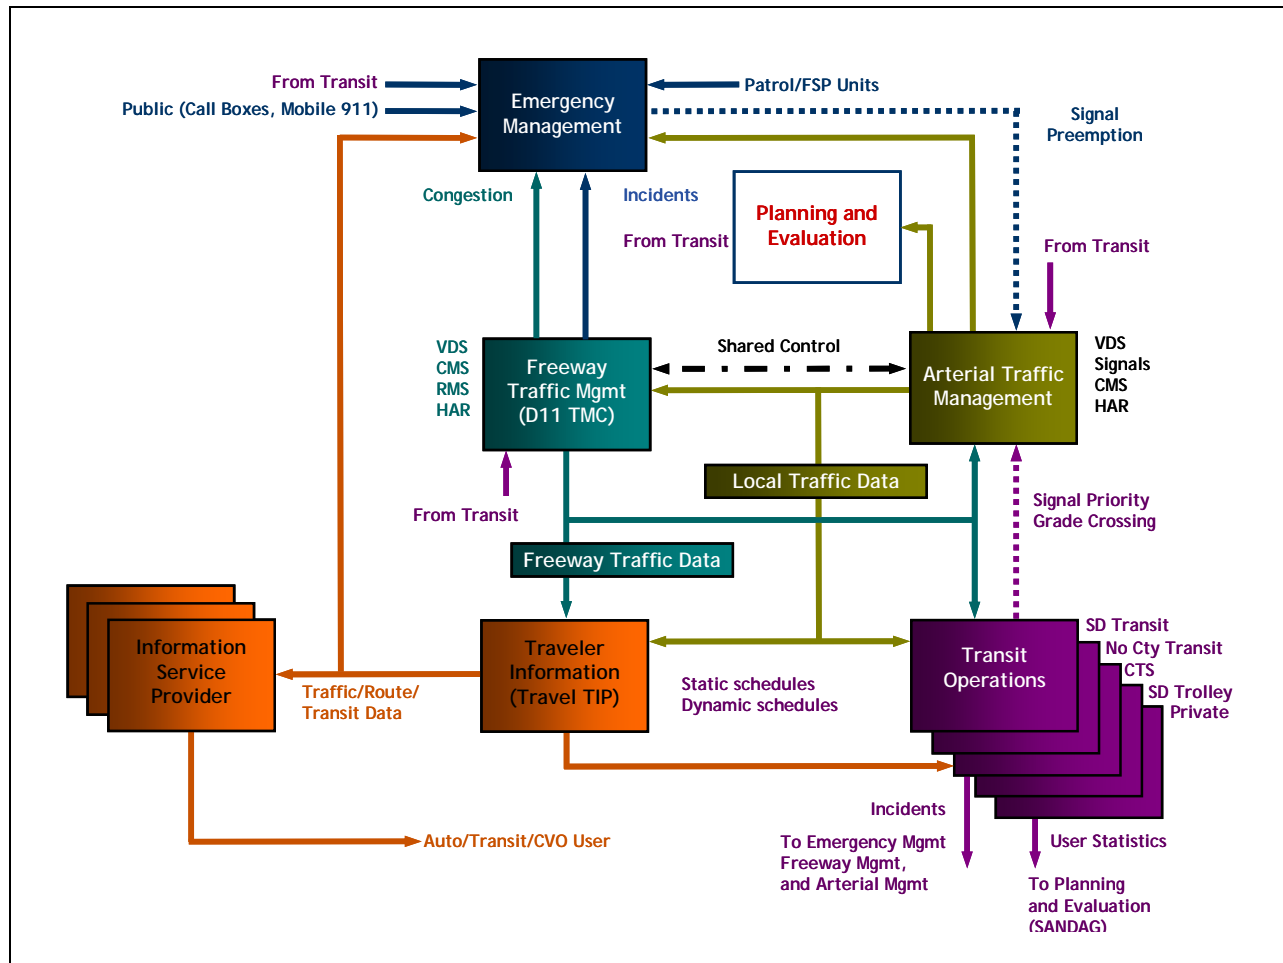 From Transit
Public (Call Boxes, Mobile 911)
Emergency
Management
Patrol/FSP Units
Signal
Preemption
Congestion
Incidents
From Transit
Planning and
Evaluation
From Transit
VDS
CMS
RMS
HAR
Freeway
Traffic Mgmt
(D11 TMC)
Shared Control
Arterial Traffic
Management
VDS
Signals
CMS
HAR
From Transit
Local Traffic Data
Signal Priority
Grade Crossing
Freeway Traffic Data
Information
Service
Provider
Traffic/Route/
Transit Data
Traveler
Information
(Travel TIP)
Static schedules
Dynamic schedules
Transit
Operations
SD Transit
No Cty Transit
CTS
SD Trolley
Private
Auto/Transit/CVO User
Incidents
To Emergency Mgmt
Freeway Mgmt,
and Arterial Mgmt
User Statistics
To Planning
and Evaluation
(SANDAG)